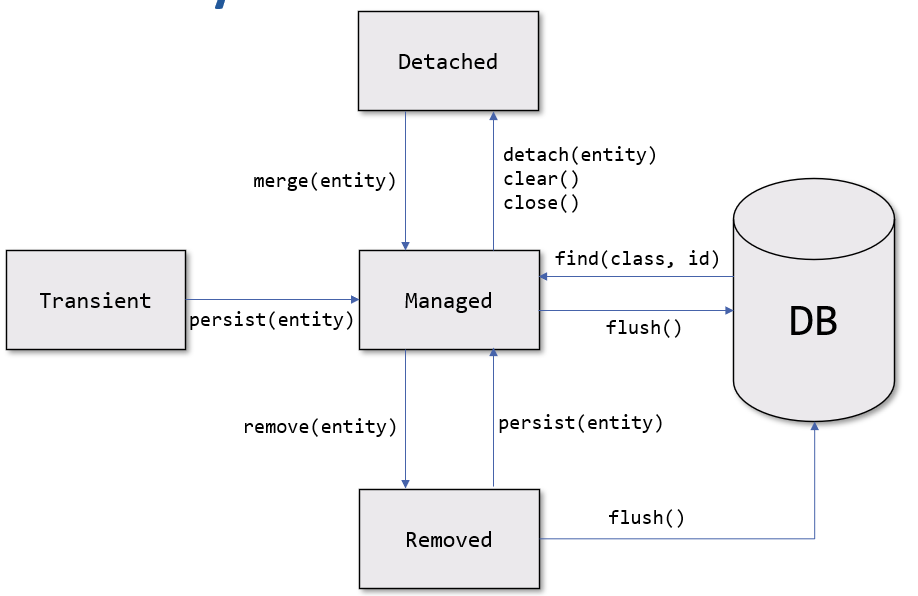 Detached
merge(entity)
detach(entity)
clear()
close()
Transient
persist(entity)
Managed
find(class, id)
flush()
DB
remove(entity)
persist(entity)
Removed
flush()